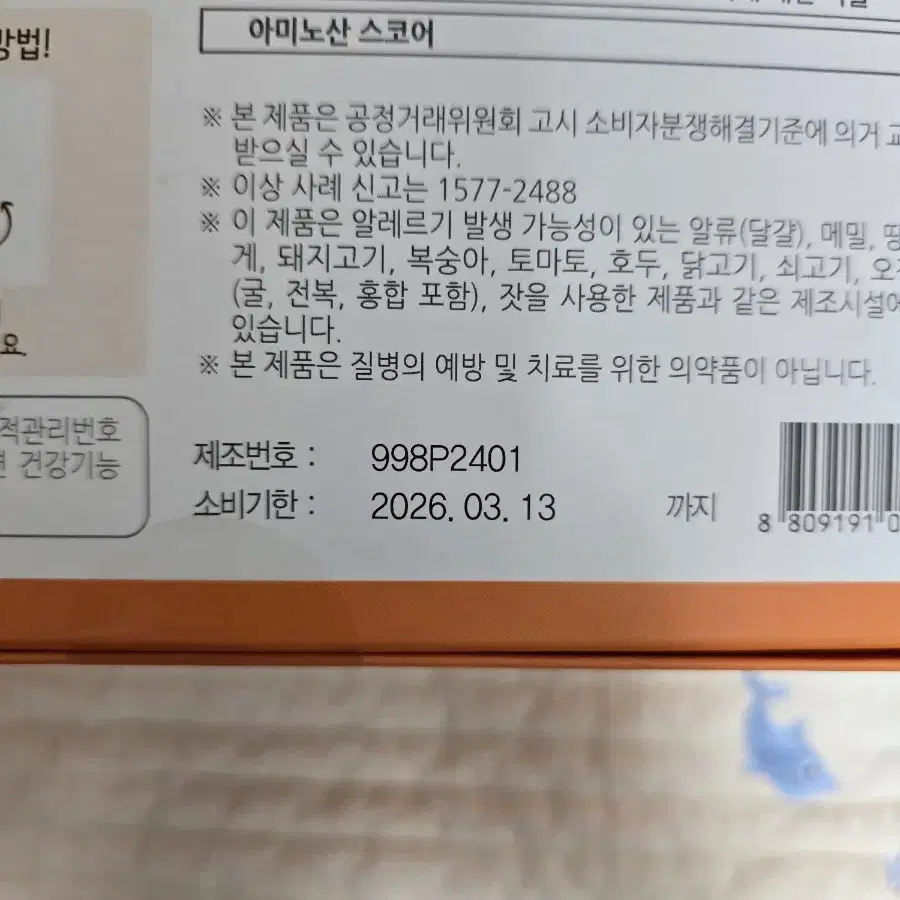 방법!
아미노산 스코어
※ 본 제품은 공정거래위원회 고시 소비자분쟁해결기준에 의거 교
받으실 수 있습니다.
※ 이상 사례 신고는 1577-2488
※ 이 제품은 알레르기 발생 가능성이 있는 알류(달걀), 메밀, 땅
게, 돼지고기, 복숭아, 토마토, 호두, 닭고기, 쇠고기, 오징
(굴, 전복, 홍합 포함), 잣을 사용한 제품과 같은 제조시설에
있습니다.
※ 본 제품은 질병의 예방 및 치료를 위한 의약품이 아닙니다.
요.
적관리번호
건강기능
제조번호 : 998P2401
소비기한 : 2026. 03. 13 까지
8 809191 0